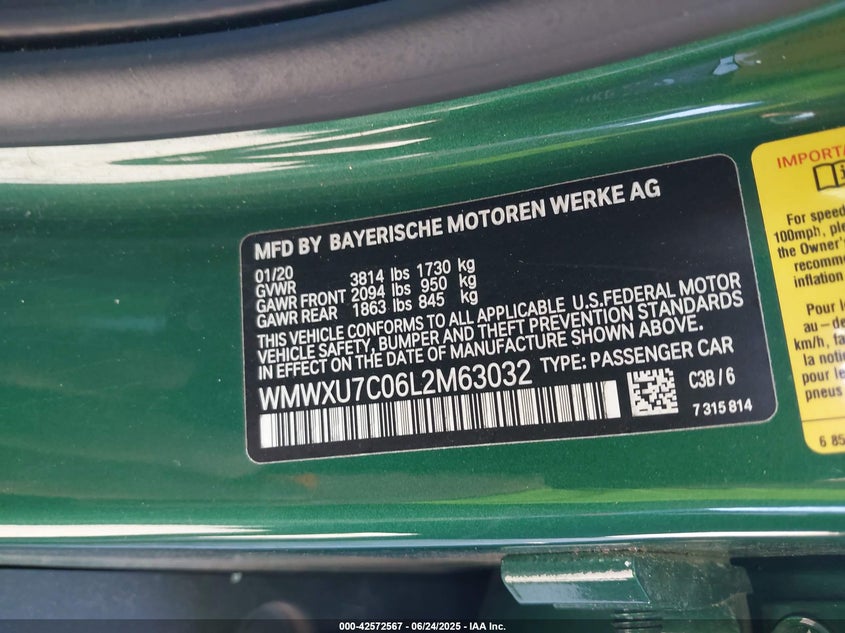 MFD BY BAYERISCHE MOTOREN WERKE AG
01/20
GVWR 3814 lbs 1730 kg
GAWR FRONT 2094 lbs 950 kg
GAWR REAR 1863 lbs 845 kg
THIS VEHICLE CONFORMS TO ALL APPLICABLE U.S.FEDERAL MOTOR
VEHICLE SAFETY, BUMPER AND THEFT PREVENTION STANDARDS
IN EFFECT ON THE DATE OF MANUFACTURE SHOWN ABOVE.
WMWXU7C06L2M63032 TYPE: PASSENGER CAR
C3B / 6
7 315 814
For speed
100mph, ple
the Owner's
recomme
inflation
Pour l
au-de
km/h, fa
la notic
pour le
pneus
6 85
000-42572567 - 06/24/2025 - IAA Inc.